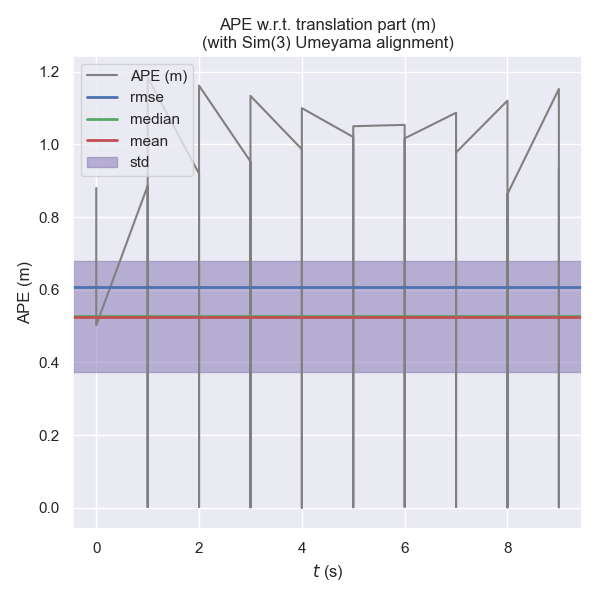 APE w.r.t. translation part (m)
(with Sim(3) Umeyama alignment)
APE (m)
rmse
median
mean
std
APE (m)
1.2
1.0
0.8
0.6
0.4
0.2
0.0
0 2 4 6 8
t (s)